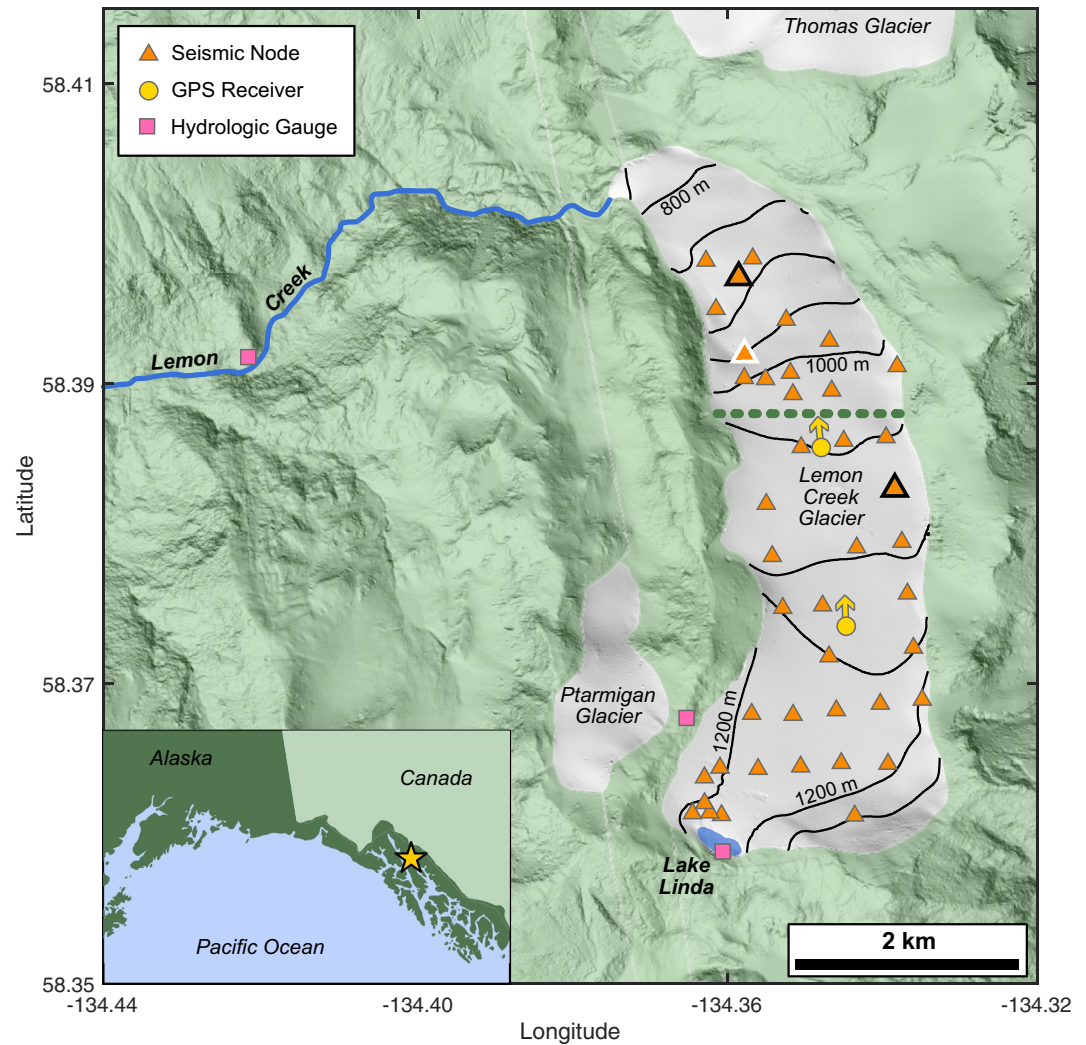 Thomas Glacier
Seismic Node
GPS Receiver
Hydrologic Gauge
58.41
800 m
Creek
Lemon
1000 m
58.39
Lemon
Creek
Glacier
Latitude
58.37
Ptarmigan
Glacier
1200 m
1200 m
Alaska
Canada
Lake
Linda
Pacific Ocean
2 km
58.35
-134.44
-134.40
-134.36
-134.32
Longitude